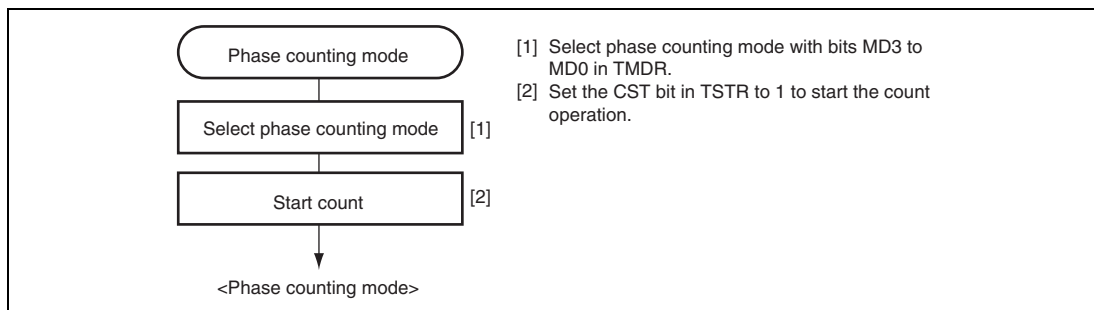 Phase counting mode
Select phase counting mode
[1]
Start count
[2]
<Phase counting mode>
[1] Select phase counting mode with bits MD3 to
MD0 in TMDR.
[2] Set the CST bit in TSTR to 1 to start the count
operation.